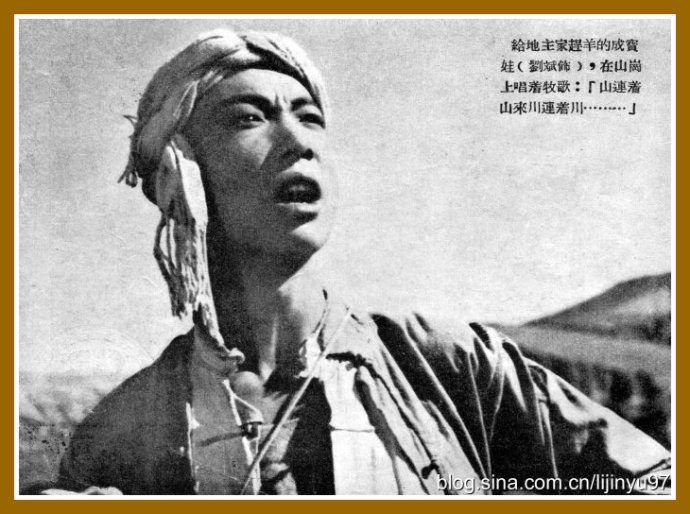 給地主家趕羊的成寶
娃(劉斌飾),在山崗
上唱着牧歌:「山連着
山來川連着川………」
blog.sina.com.cn/lijinyu97